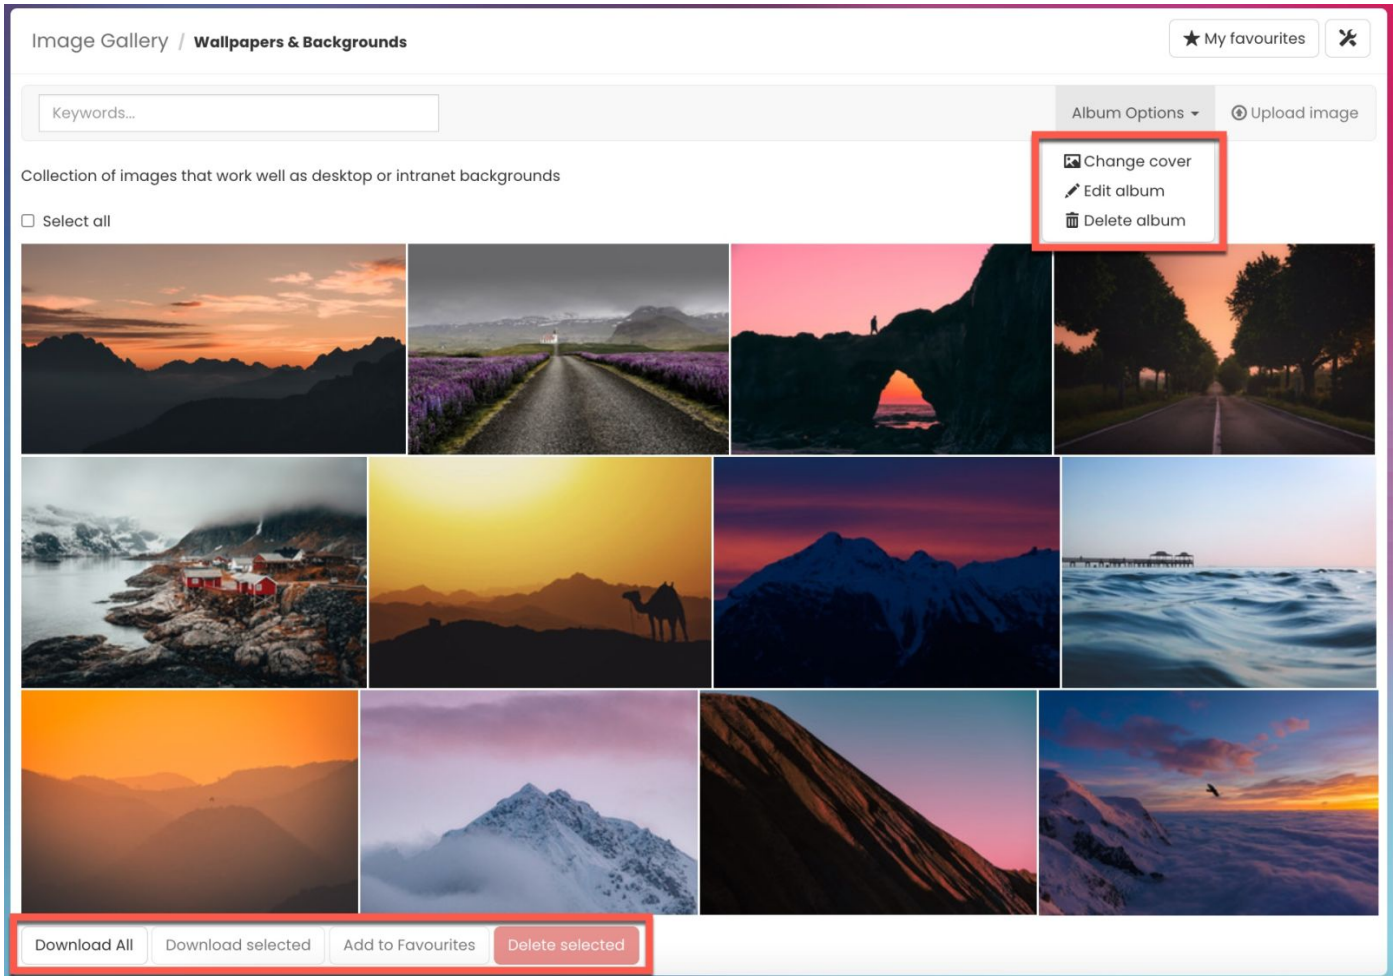 Image Gallery / Wallpapers & Backgrounds
My favourites
Keywords...
Album Options
Upload image
Change cover
Edit album
Delete album
Collection of images that work well as desktop or intranet backgrounds
Select all
Download All
Download selected
Add to Favourites
Delete selected